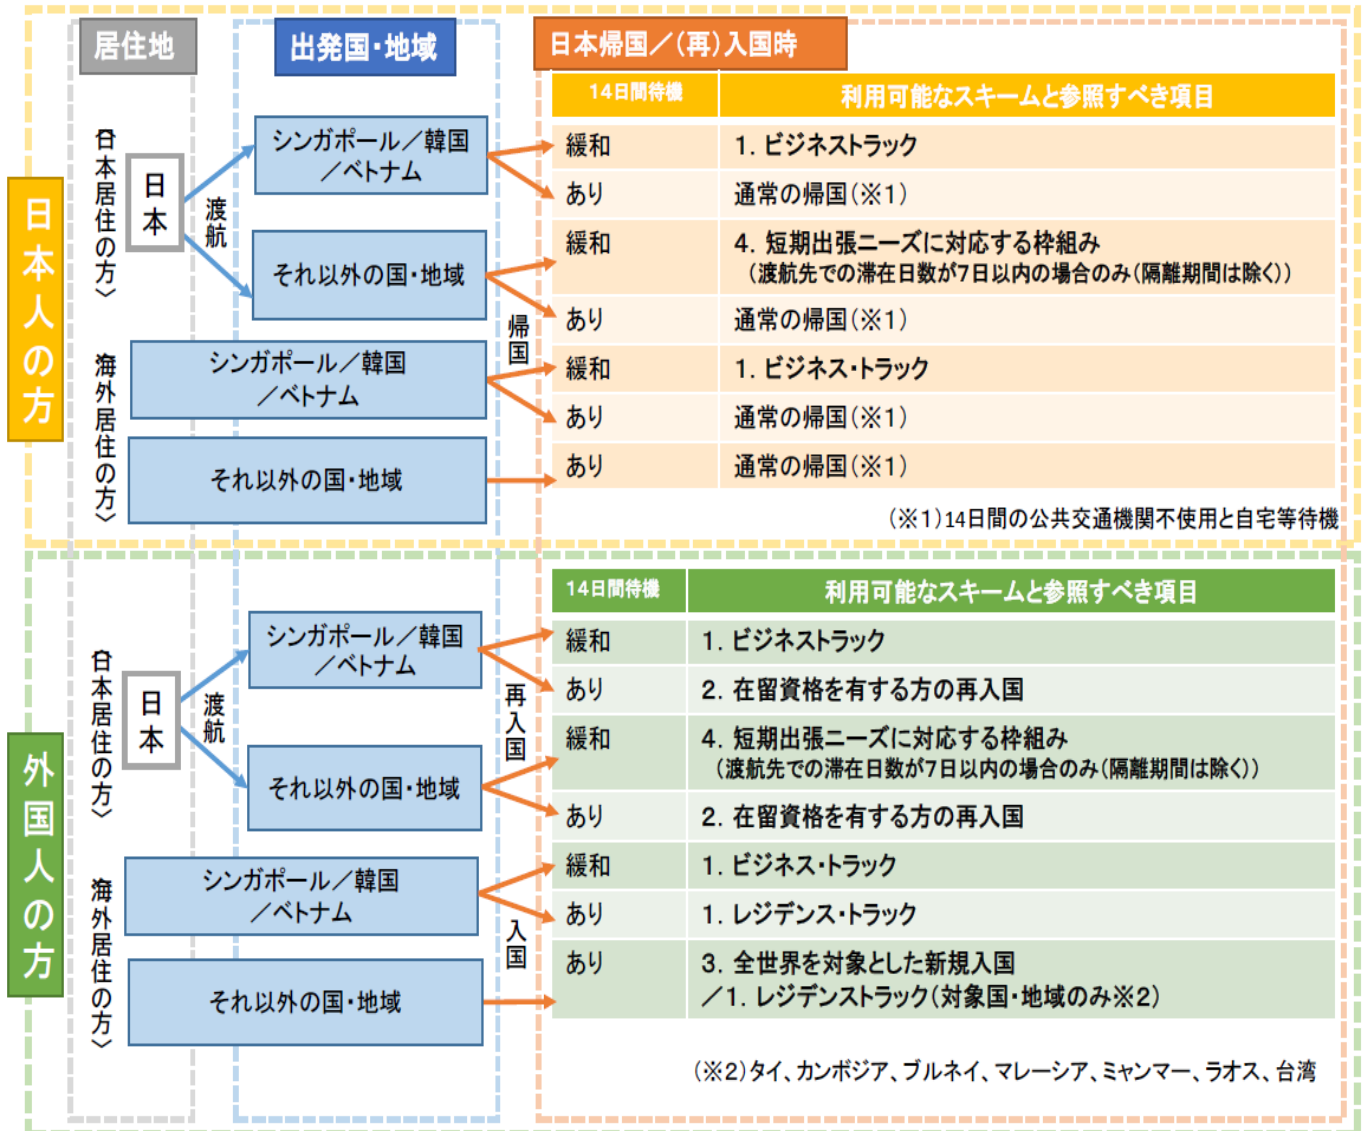 居住地
出発国・地域
日本帰国／(再)入国時
14日間待機
利用可能なスキームと参照すべき項目
日本人の方
〈日本居住の方〉
日本
渡航
シンガポール／韓国
／ベトナム
緩和
1. ビジネストラック
あり
通常の帰国(※1)
それ以外の国・地域
緩和
4. 短期出張ニーズに対応する枠組み
(渡航先での滞在日数が7日以内の場合のみ(隔離期間は除く))
あり
通常の帰国(※1)
帰国
〈海外居住の方〉
シンガポール／韓国
／ベトナム
緩和
1. ビジネス・トラック
あり
通常の帰国(※1)
それ以外の国・地域
あり
通常の帰国(※1)
(※1)14日間の公共交通機関不使用と自宅等待機
14日間待機
利用可能なスキームと参照すべき項目
外国人の方
〈日本居住の方〉
日本
渡航
シンガポール／韓国
／ベトナム
緩和
1. ビジネストラック
あり
2. 在留資格を有する方の再入国
再入国
それ以外の国・地域
緩和
4. 短期出張ニーズに対応する枠組み
(渡航先での滞在日数が7日以内の場合のみ(隔離期間は除く))
あり
2. 在留資格を有する方の再入国
〈海外居住の方〉
シンガポール／韓国
／ベトナム
緩和
1. ビジネス・トラック
あり
1. レジデンス・トラック
入国
それ以外の国・地域
あり
3. 全世界を対象とした新規入国
／1. レジデンストラック(対象国・地域のみ※2)
(※2)タイ、カンボジア、ブルネイ、マレーシア、ミャンマー、ラオス、台湾